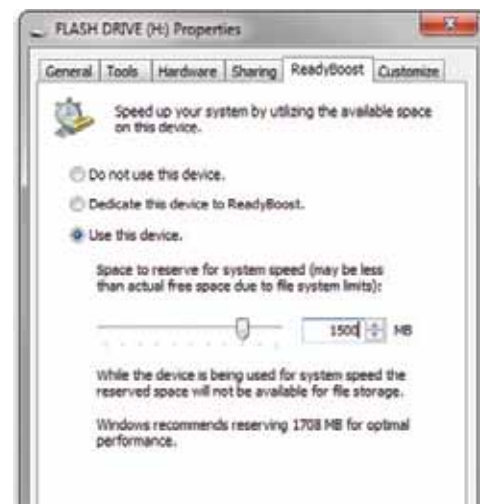 FLASH DRIVE (H:) Properties
General Tools Hardware Sharing ReadyBoost Customize
Speed up your system by utilizing the available space
on this device.
Do not use this device.
Dedicate this device to ReadyBoost.
Use this device.
Space to reserve for system speed (may be less
than actual free space due to file system limits):
1500 MB
While the device is being used for system speed the
reserved space will not be available for file storage.
Windows recommends reserving 1708 MB for optimal
performance.